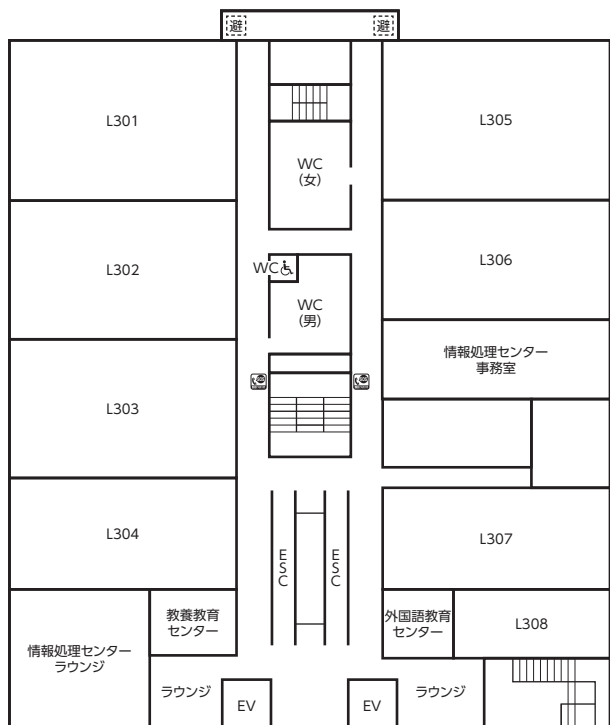 避
避
L301
L305
WC
(女)
L302
L306
WC
WC
(男)
情報処理センター
事務室
L303
L304
L307
E
S
C
E
S
C
教養教育
センター
外国語教育
センター
L308
情報処理センター
ラウンジ
ラウンジ
EV
EV
ラウンジ